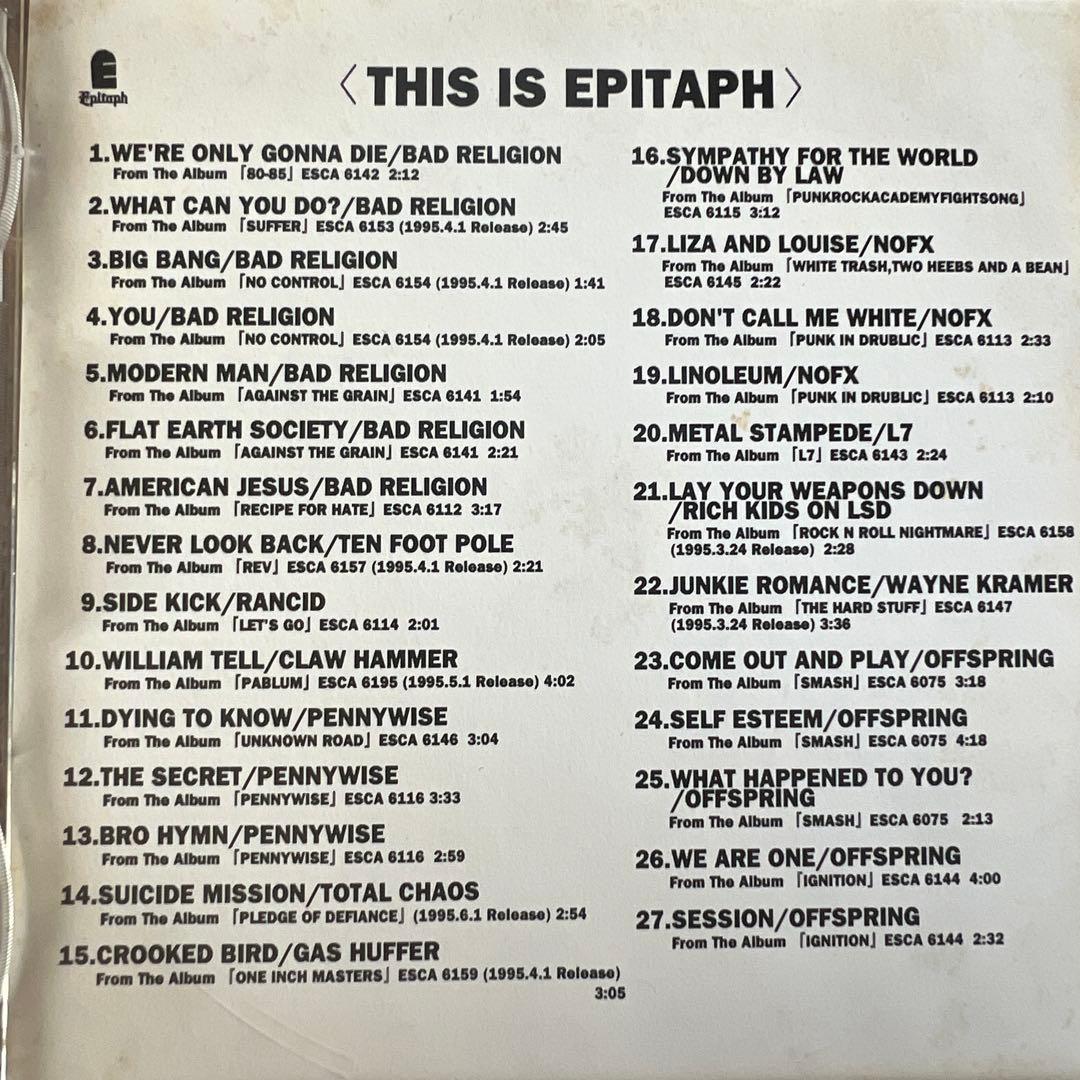 E
Epitaph
〈THIS IS EPITAPH〉
1.WE'RE ONLY GONNA DIE/BAD RELIGION
From The Album 「80-85」 ESCA 6142 2:12
2.WHAT CAN YOU DO?/BAD RELIGION
From The Album 「SUFFER」 ESCA 6153 (1995.4.1 Release) 2:45
3.BIG BANG/BAD RELIGION
From The Album 「NO CONTROL」 ESCA 6154 (1995.4.1 Release) 1:41
4.YOU/BAD RELIGION
From The Album 「NO CONTROL」 ESCA 6154 (1995.4.1 Release) 2:05
5.MODERN MAN/BAD RELIGION
From The Album 「AGAINST THE GRAIN」 ESCA 6141 1:54
6.FLAT EARTH SOCIETY/BAD RELIGION
From The Album 「AGAINST THE GRAIN」 ESCA 6141 2:21
7.AMERICAN JESUS/BAD RELIGION
From The Album 「RECIPE FOR HATE」 ESCA 6112 3:17
8.NEVER LOOK BACK/TEN FOOT POLE
From The Album 「REV」 ESCA 6157 (1995.4.1 Release) 2:21
9.SIDE KICK/RANCID
From The Album 「LET'S GO」 ESCA 6114 2:01
10.WILLIAM TELL/CLAW HAMMER
From The Album 「PABLUM」 ESCA 6195 (1995.5.1 Release) 4:02
11.DYING TO KNOW/PENNYWISE
From The Album 「UNKNOWN ROAD」 ESCA 6146 3:04
12.THE SECRET/PENNYWISE
From The Album 「PENNYWISE」 ESCA 6116 3:33
13.BRO HYMN/PENNYWISE
From The Album 「PENNYWISE」 ESCA 6116 2:59
14.SUICIDE MISSION/TOTAL CHAOS
From The Album 「PLEDGE OF DEFIANCE」 (1995.6.1 Release) 2:54
15.CROOKED BIRD/GAS HUFFER
From The Album 「ONE INCH MASTERS」 ESCA 6159 (1995.4.1 Release)
3:05
16.SYMPATHY FOR THE WORLD
/DOWN BY LAW
From The Album 「PUNKROCKACADEMYFIGHTSONG」
ESCA 6115 3:12
17.LIZA AND LOUISE/NOFX
From The Album 「WHITE TRASH,TWO HEEBS AND A BEAN」
ESCA 6145 2:22
18.DON'T CALL ME WHITE/NOFX
From The Album 「PUNK IN DRUBLIC」 ESCA 6113 2:33
19.LINOLEUM/NOFX
From The Album 「PUNK IN DRUBLIC」 ESCA 6113 2:10
20.METAL STAMPEDE/L7
From The Album 「L7」 ESCA 6143 2:24
21.LAY YOUR WEAPONS DOWN
/RICH KIDS ON LSD
From The Album 「ROCK N ROLL NIGHTMARE」 ESCA 6158
(1995.3.24 Release) 2:28
22.JUNKIE ROMANCE/WAYNE KRAMER
From The Album 「THE HARD STUFF」 ESCA 6147
(1995.3.24 Release) 3:36
23.COME OUT AND PLAY/OFFSPRING
From The Album 「SMASH」 ESCA 6075 3:18
24.SELF ESTEEM/OFFSPRING
From The Album 「SMASH」 ESCA 6075 4:18
25.WHAT HAPPENED TO YOU?
/OFFSPRING
From The Album 「SMASH」 ESCA 6075 2:13
26.WE ARE ONE/OFFSPRING
From The Album 「IGNITION」 ESCA 6144 4:00
27.SESSION/OFFSPRING
From The Album 「IGNITION」 ESCA 6144 2:32